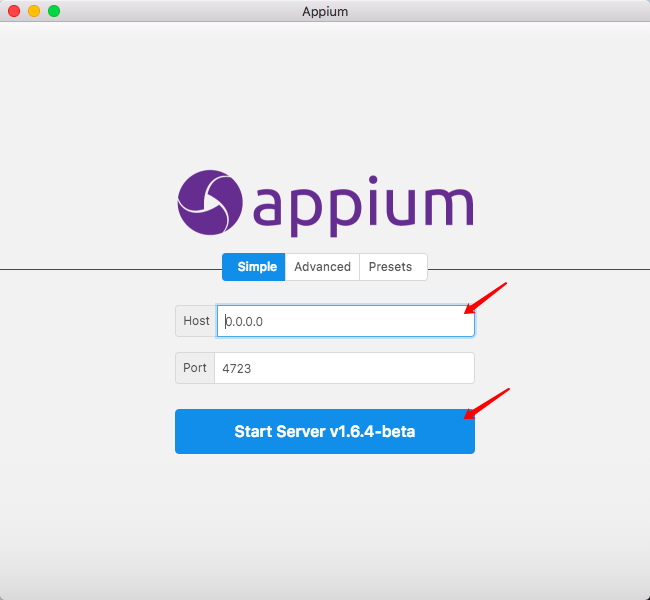 Appium
appium
Simple Advanced Presets
Host 0.0.0.0
Port 4723
Start Server v1.6.4-beta